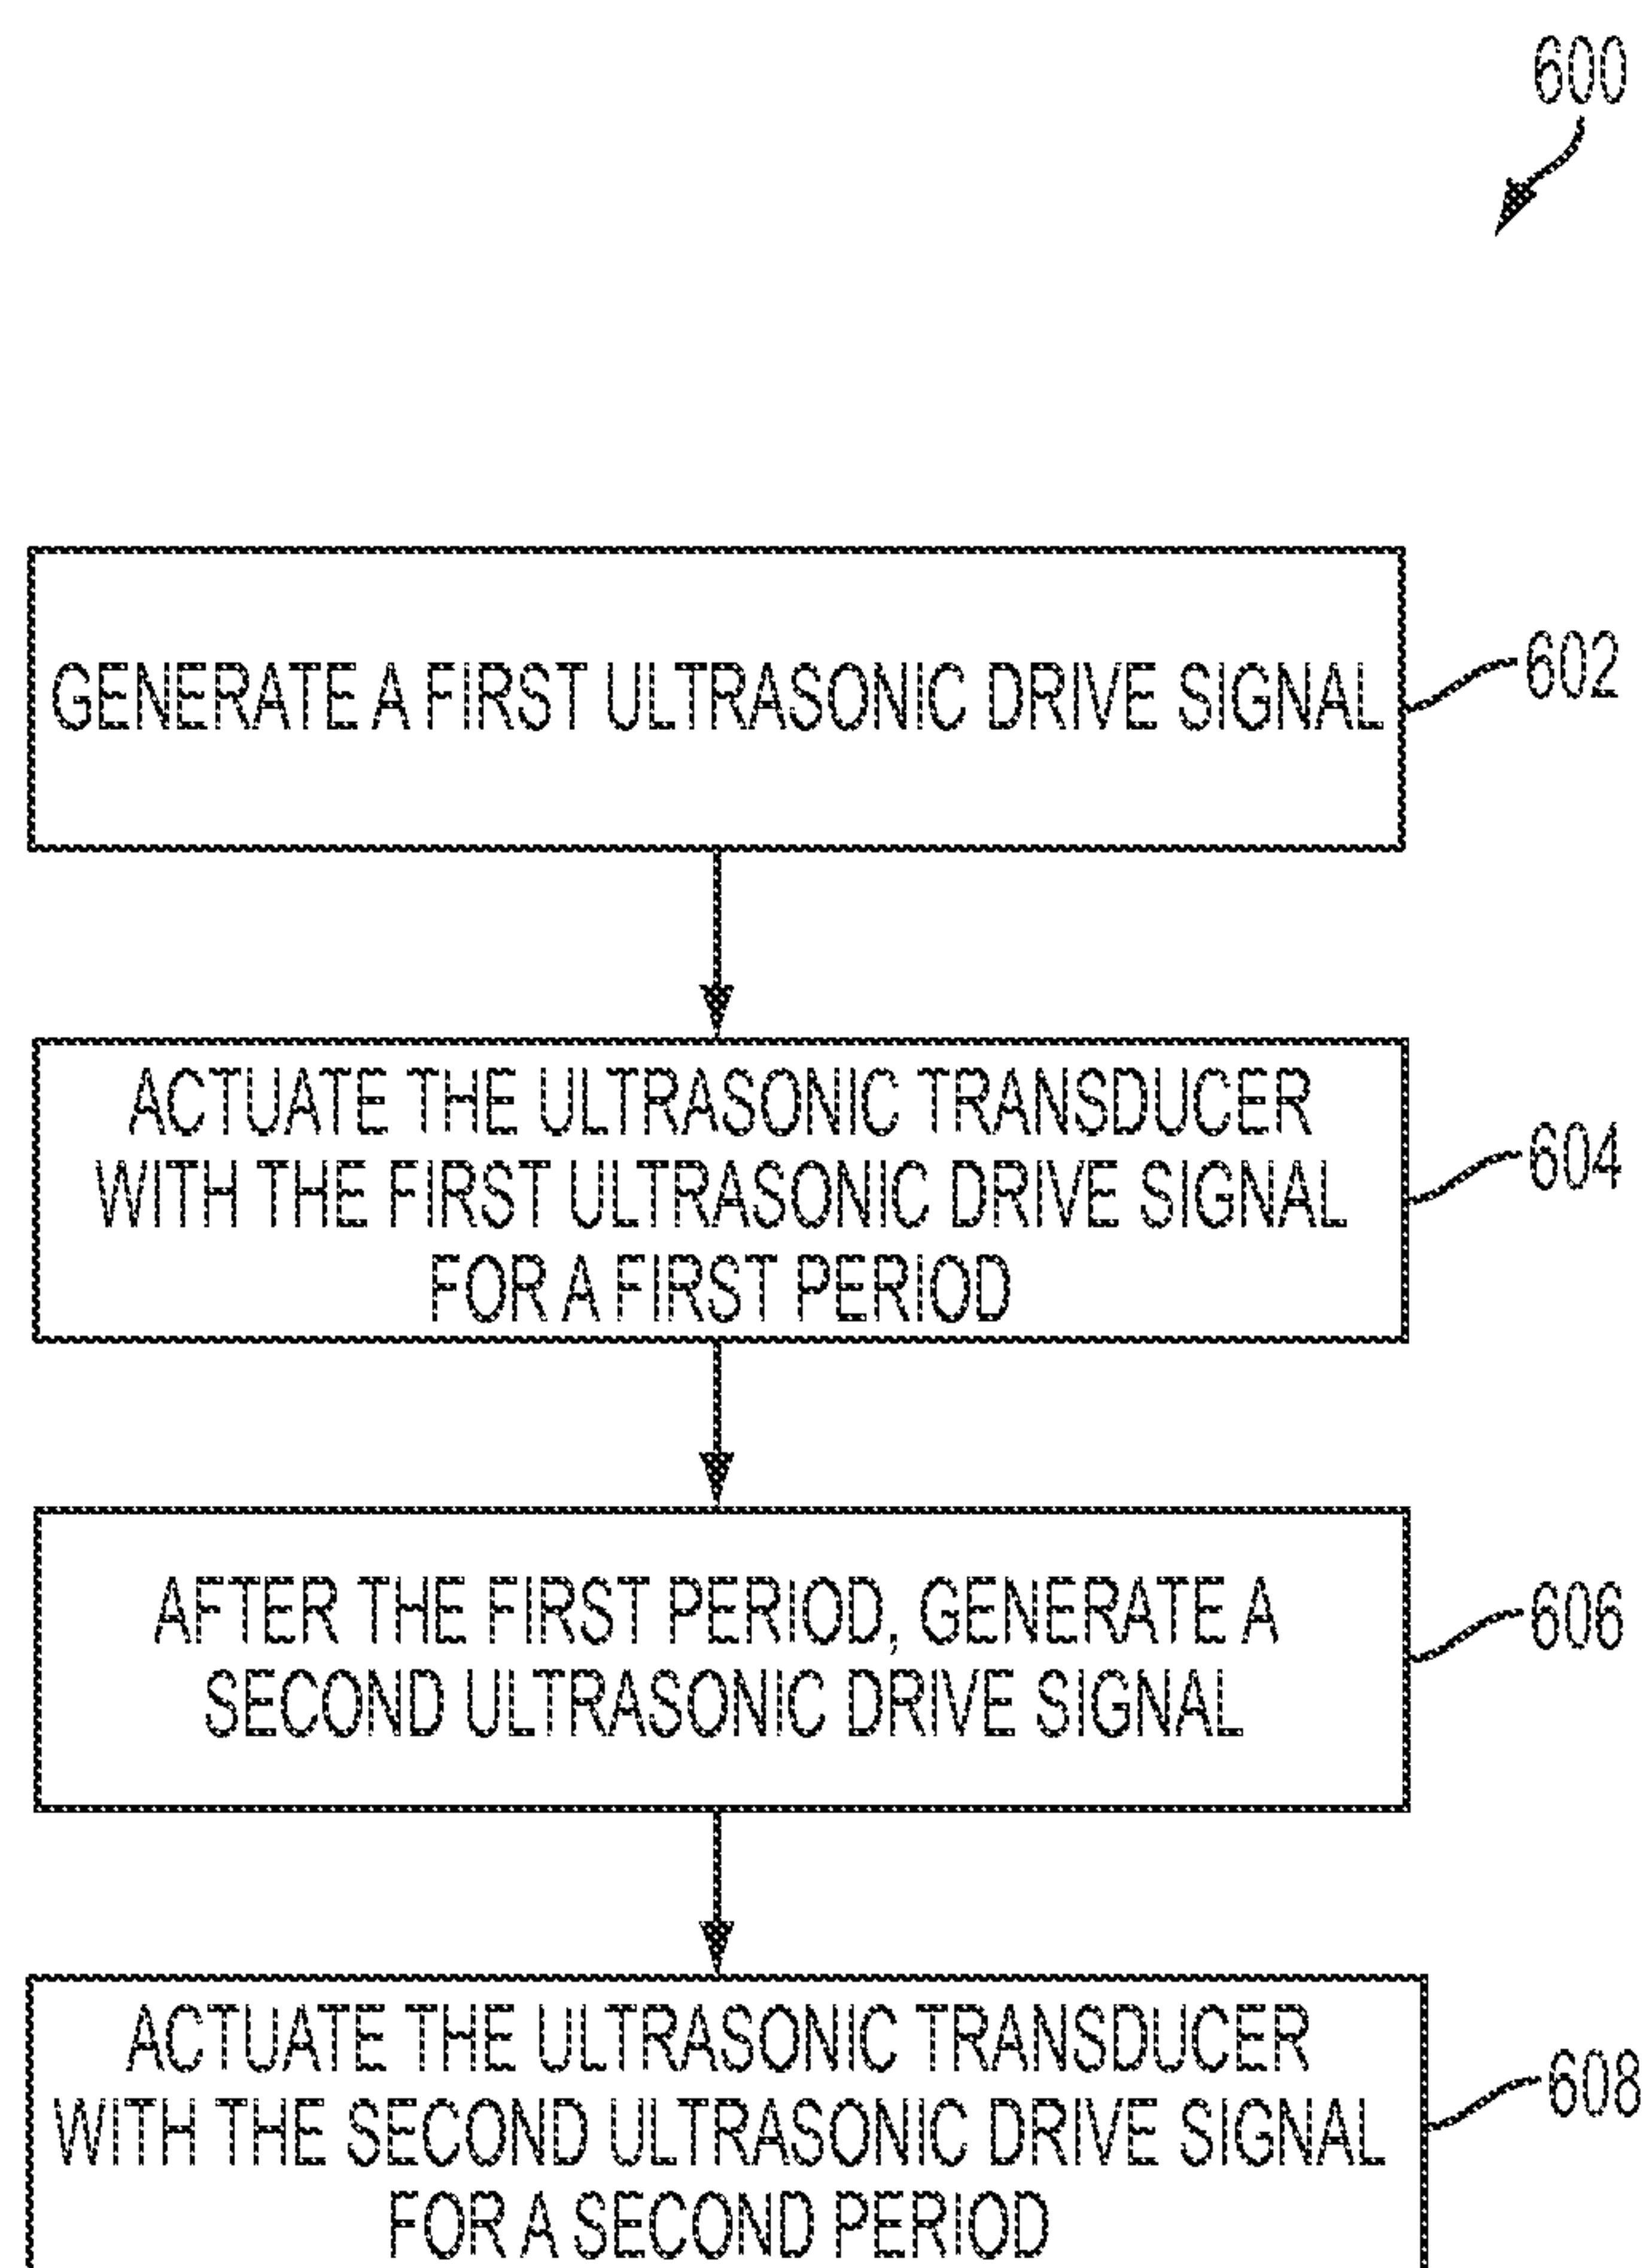 600
GENERATE A FIRST ULTRASONIC DRIVE SIGNAL
602
ACTUATE THE ULTRASONIC TRANSDUCER
WITH THE FIRST ULTRASONIC DRIVE SIGNAL
FOR A FIRST PERIOD
604
AFTER THE FIRST PERIOD, GENERATE A
SECOND ULTRASONIC DRIVE SIGNAL
606
ACTUATE THE ULTRASONIC TRANSDUCER
WITH THE SECOND ULTRASONIC DRIVE SIGNAL
FOR A SECOND PERIOD
608